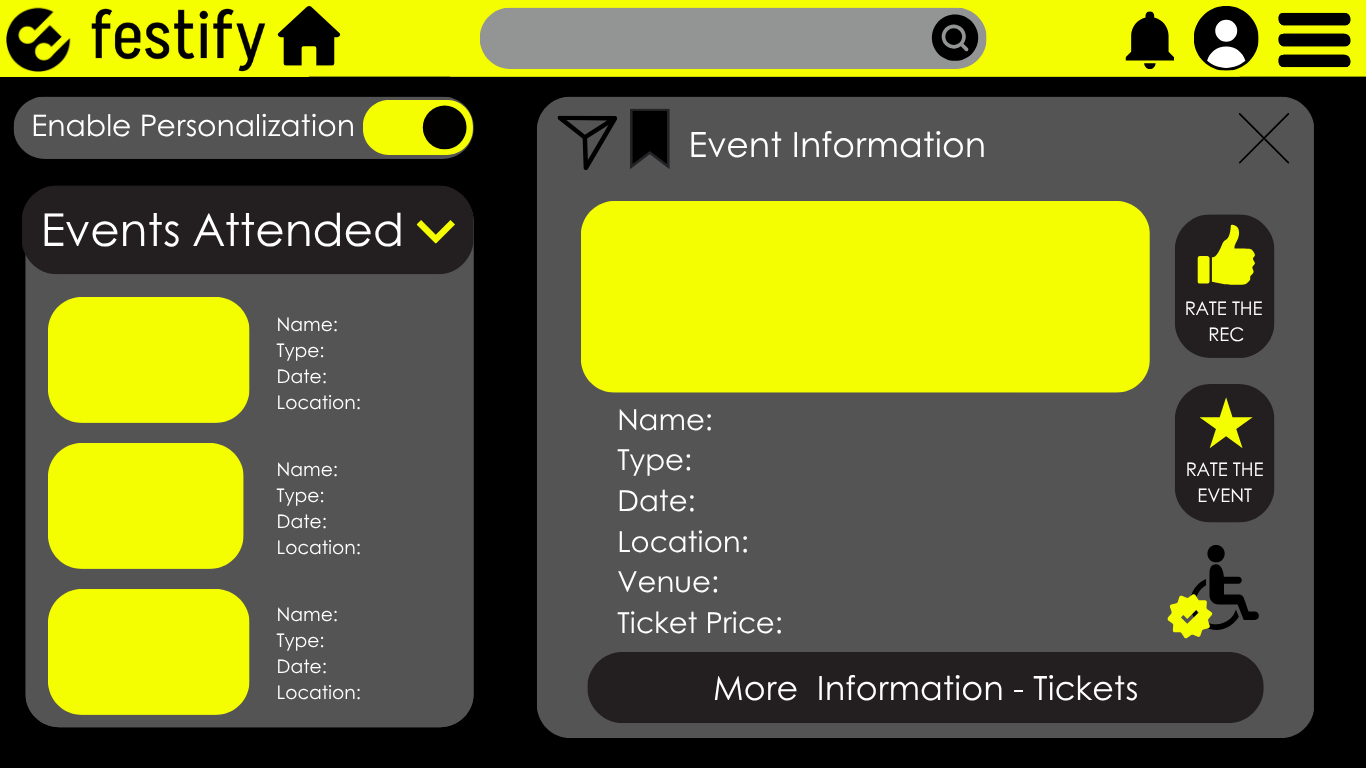 festify
Enable Personalization
Events Attended
Name:
Type:
Date:
Location:
Name:
Type:
Date:
Location:
Name:
Type:
Date:
Location:
Event Information
RATE THE
REC
RATE THE
EVENT
Name:
Type:
Date:
Location:
Venue:
Ticket Price:
More Information - Tickets